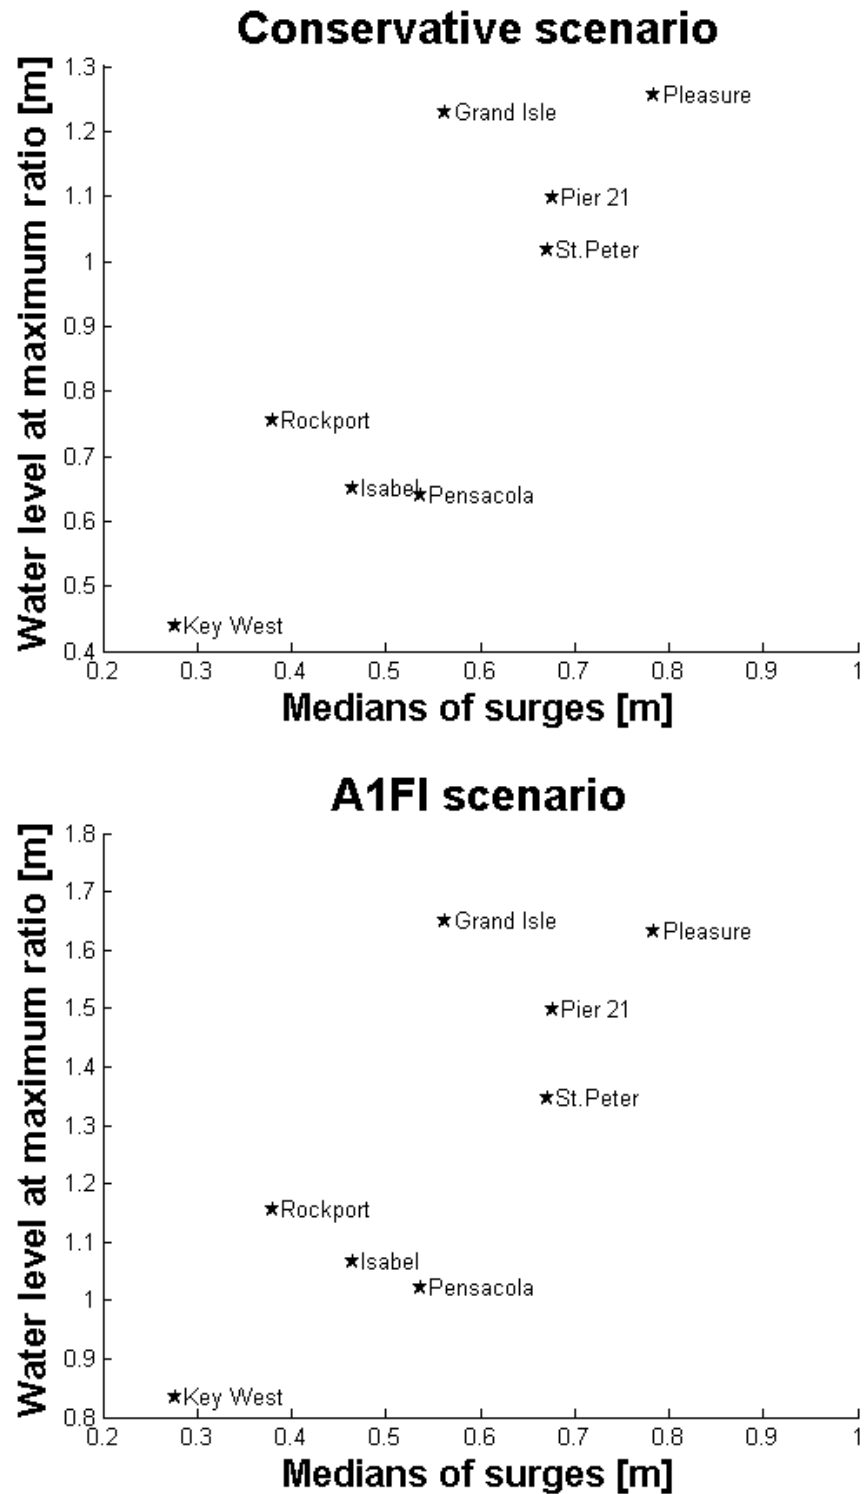 Conservative scenario
Water level at maximum ratio [m]
1.3
1.2
1.1
1
0.9
0.8
0.7
0.6
0.5
0.4
Pleasure
Grand Isle
Pier 21
St.Peter
Rockport
Isabel
Pensacola
Key West
0.2 0.3 0.4 0.5 0.6 0.7 0.8 0.9 1
Medians of surges [m]
A1FI scenario
Water level at maximum ratio [m]
1.8
1.7
1.6
1.5
1.4
1.3
1.2
1.1
1
0.9
0.8
Grand Isle
Pleasure
Pier 21
St.Peter
Rockport
Isabel
Pensacola
Key West
0.2 0.3 0.4 0.5 0.6 0.7 0.8 0.9 1
Medians of surges [m]